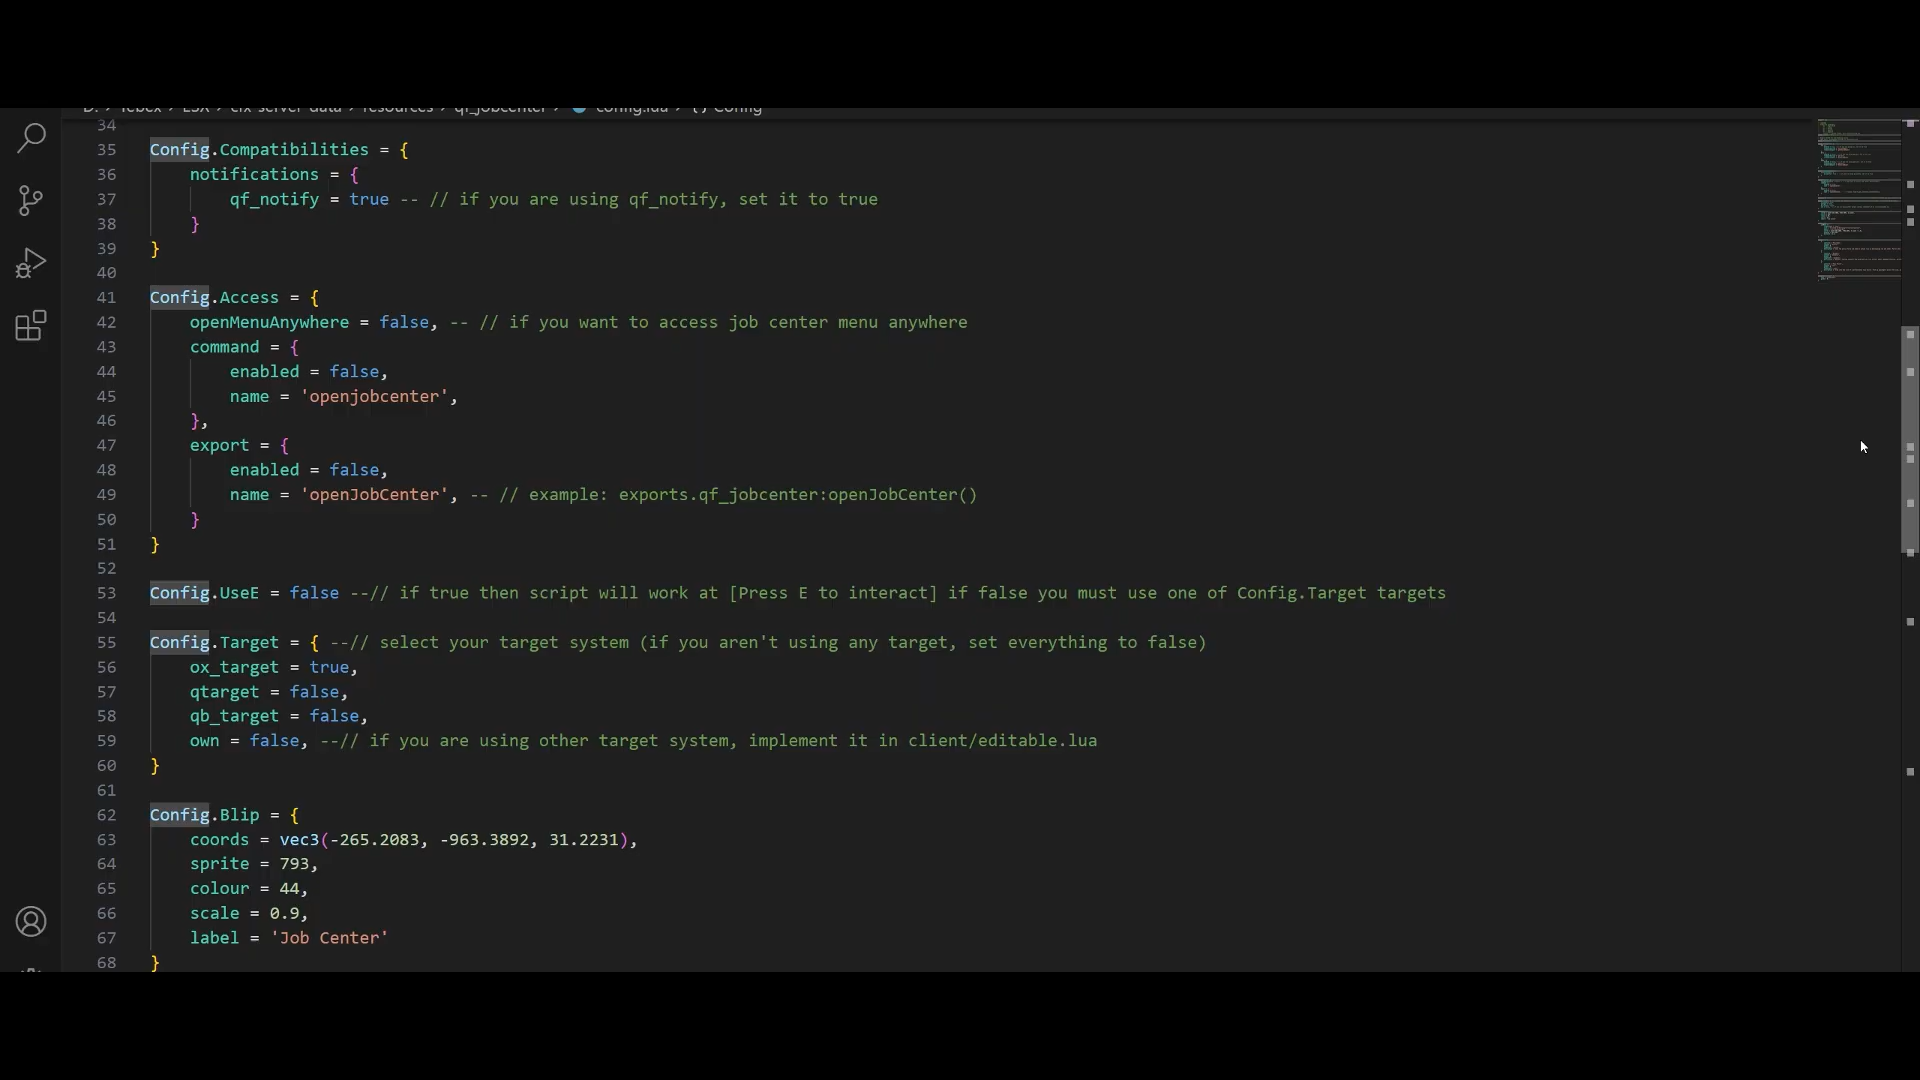 34
35 Config.Compatibilities = {
36 notifications = {
37 qf_notify = true -- // if you are using qf_notify, set it to true
38 }
39 }
40
41 Config.Access = {
42 openMenuAnywhere = false, -- // if you want to access job center menu anywhere
43 command = {
44 enabled = false,
45 name = 'openjobcenter',
46 },
47 export = {
48 enabled = false,
49 name = 'openJobCenter', -- // example: exports.qf_jobcenter:openJobCenter()
50 }
51 }
52
53 Config.UseE = false --// if true then script will work at [Press E to interact] if false you must use one of Config.Target targets
54
55 Config.Target = { --// select your target system (if you aren't using any target, set everything to false)
56 ox_target = true,
57 qtarget = false,
58 qb_target = false,
59 own = false, --// if you are using other target system, implement it in client/editable.lua
60 }
61
62 Config.Blip = {
63 coords = vec3(-265.2083, -963.3892, 31.2231),
64 sprite = 793,
65 colour = 44,
66 scale = 0.9,
67 label = 'Job Center'
68 }